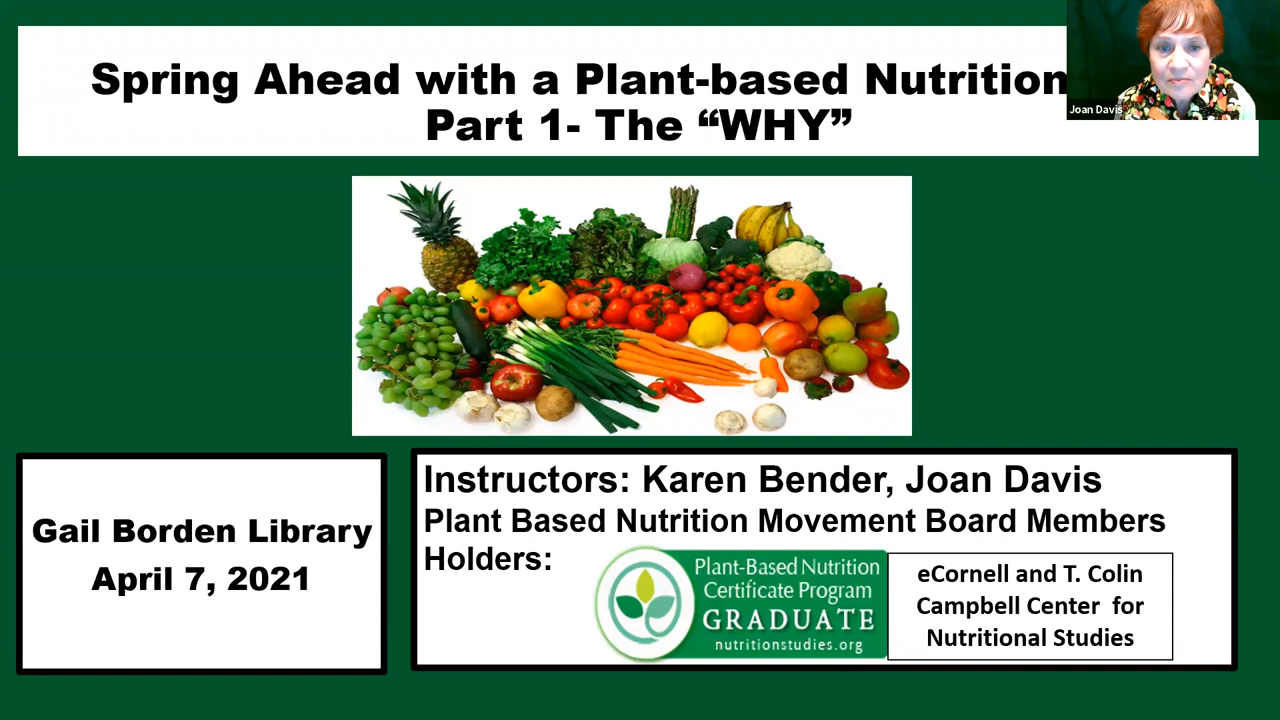 Spring Ahead with a Plant-based Nutrition
Part 1- The “WHY”
Joan Davis
Gail Borden Library
April 7, 2021
Instructors: Karen Bender, Joan Davis
Plant Based Nutrition Movement Board Members
Holders:
Plant-Based Nutrition
Certificate Program
GRADUATE
nutritionstudies.org
eCornell and T. Colin
Campbell Center for
Nutritional Studies